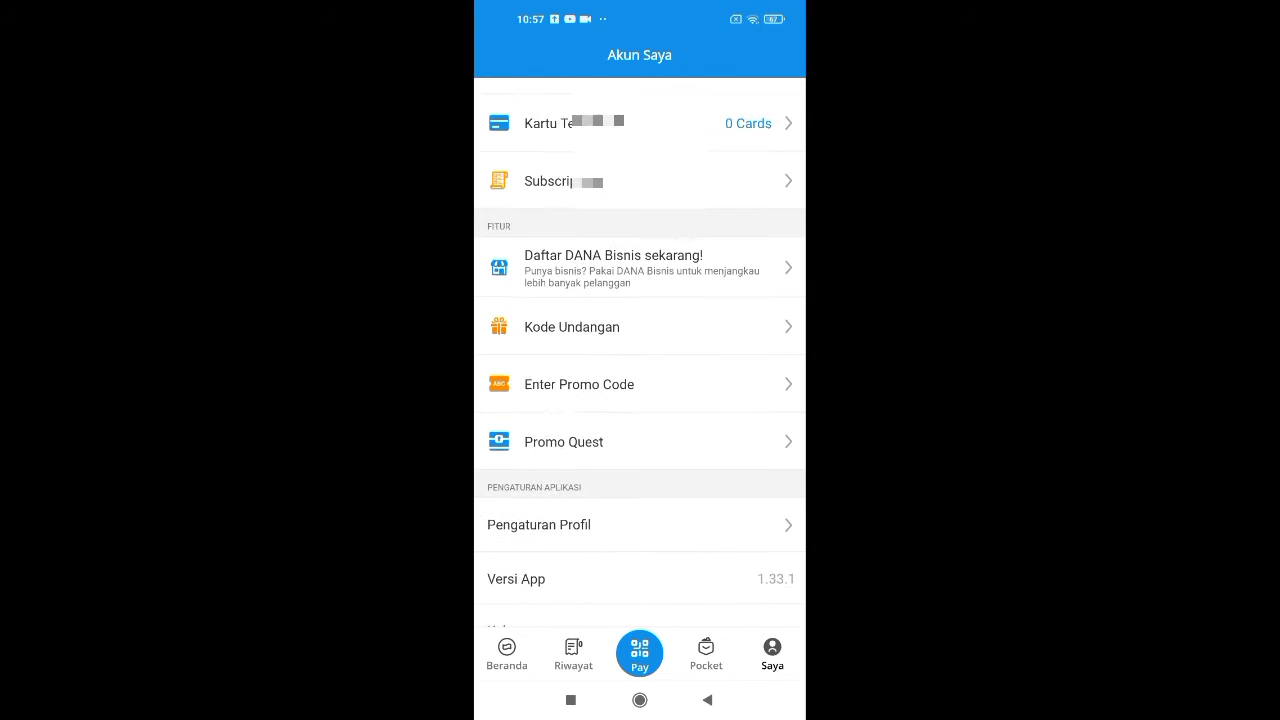 10:57
67
Akun Saya
Kartu
0 Cards
FITUR
Daftar DANA Bisnis sekarang!
Punya bisnis? Pakai DANA Bisnis untuk menjangkau
lebih banyak pelanggan
Kode Undangan
ABC
Enter Promo Code
Promo Quest
PENGATURAN APLIKASI
Pengaturan Profil
Versi App
1.33.1
Beranda
Riwayat
Pay
Pocket
Saya